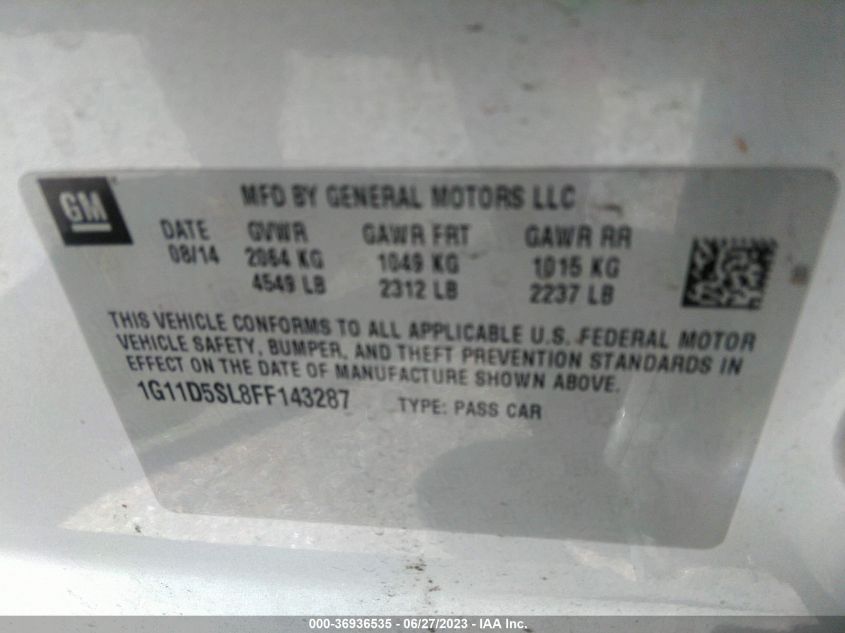 GM
MFD BY GENERAL MOTORS LLC
DATE GVWR GAWR FRT GAWR RR
08/14 2064 KG 1049 KG 1015 KG
4549 LB 2312 LB 2237 LB
THIS VEHICLE CONFORMS TO ALL APPLICABLE U.S. FEDERAL MOTOR
VEHICLE SAFETY, BUMPER, AND THEFT PREVENTION STANDARDS IN
EFFECT ON THE DATE OF MANUFACTURE SHOWN ABOVE.
1G11D5SL8FF143287 TYPE: PASS CAR
000-36936535 - 06/27/2023 - © IAA Inc.